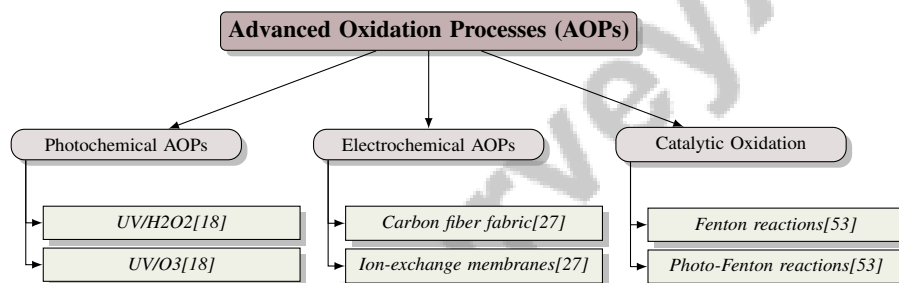 Advanced Oxidation Processes (AOPs)
Photochemical AOPs
Electrochemical AOPs
Catalytic Oxidation
UV/H2O2[18]
Carbon fiber fabric[27]
Fenton reactions[53]
UV/O3[18]
Ion-exchange membranes[27]
Photo-Fenton reactions[53]